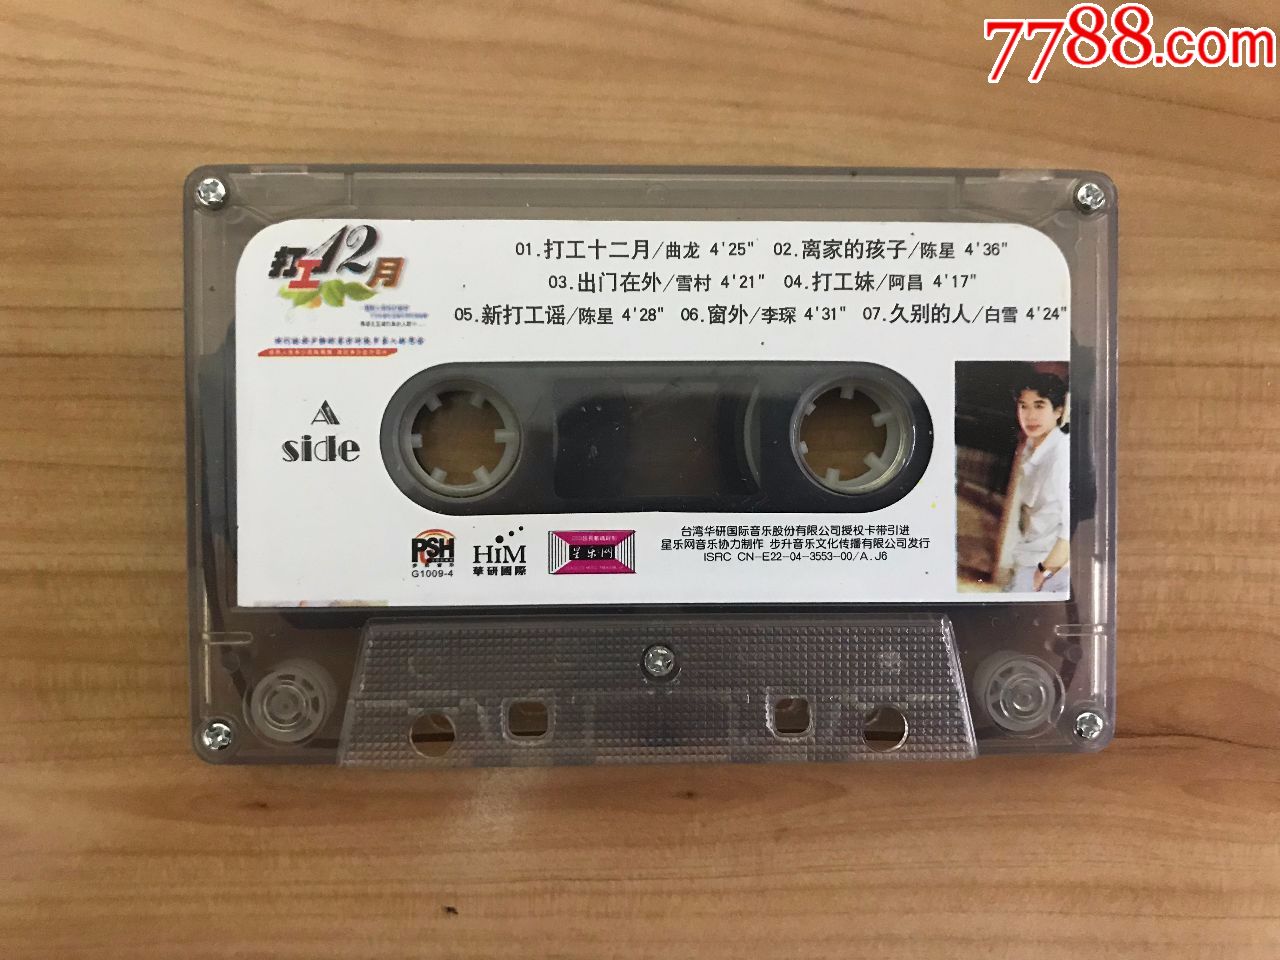 7788.com
打工12月
01.打工十二月/曲龙 4'25" 02.离家的孩子/陈星 4'36"
03.出门在外/雪村 4'21" 04.打工妹/阿昌 4'17"
05.新打工谣/陈星 4'28" 06.窗外/李琛 4'31" 07.久别的人/白雪 4'24"
A
side
PSH
G1009-4
HiM
華研國際
星乐网
台湾华研国际音乐股份有限公司授权卡带引进
星乐网音乐协力制作 步升音乐文化传播有限公司发行
ISRC CN-E22-04-3553-00/A.J6